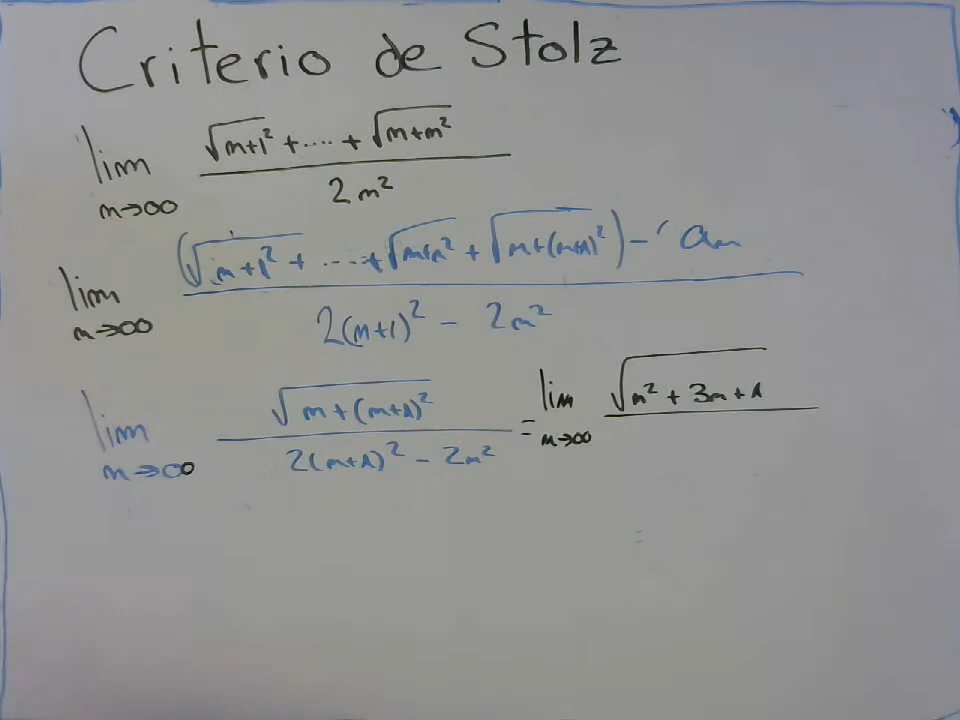 Criterio de Stolz
lim m→∞ (√(m+1²) + .... + √(m+m²)) / 2m²
lim m→∞ ((√(m+1²) + ....+ √(m+m²) + √(m+(m+1)²)) - a_m) / (2(m+1)² - 2m²)
lim m→∞ √(m+(m+1)²) / (2(m+1)² - 2m²) = lim m→∞ √(m² + 3m + 1)